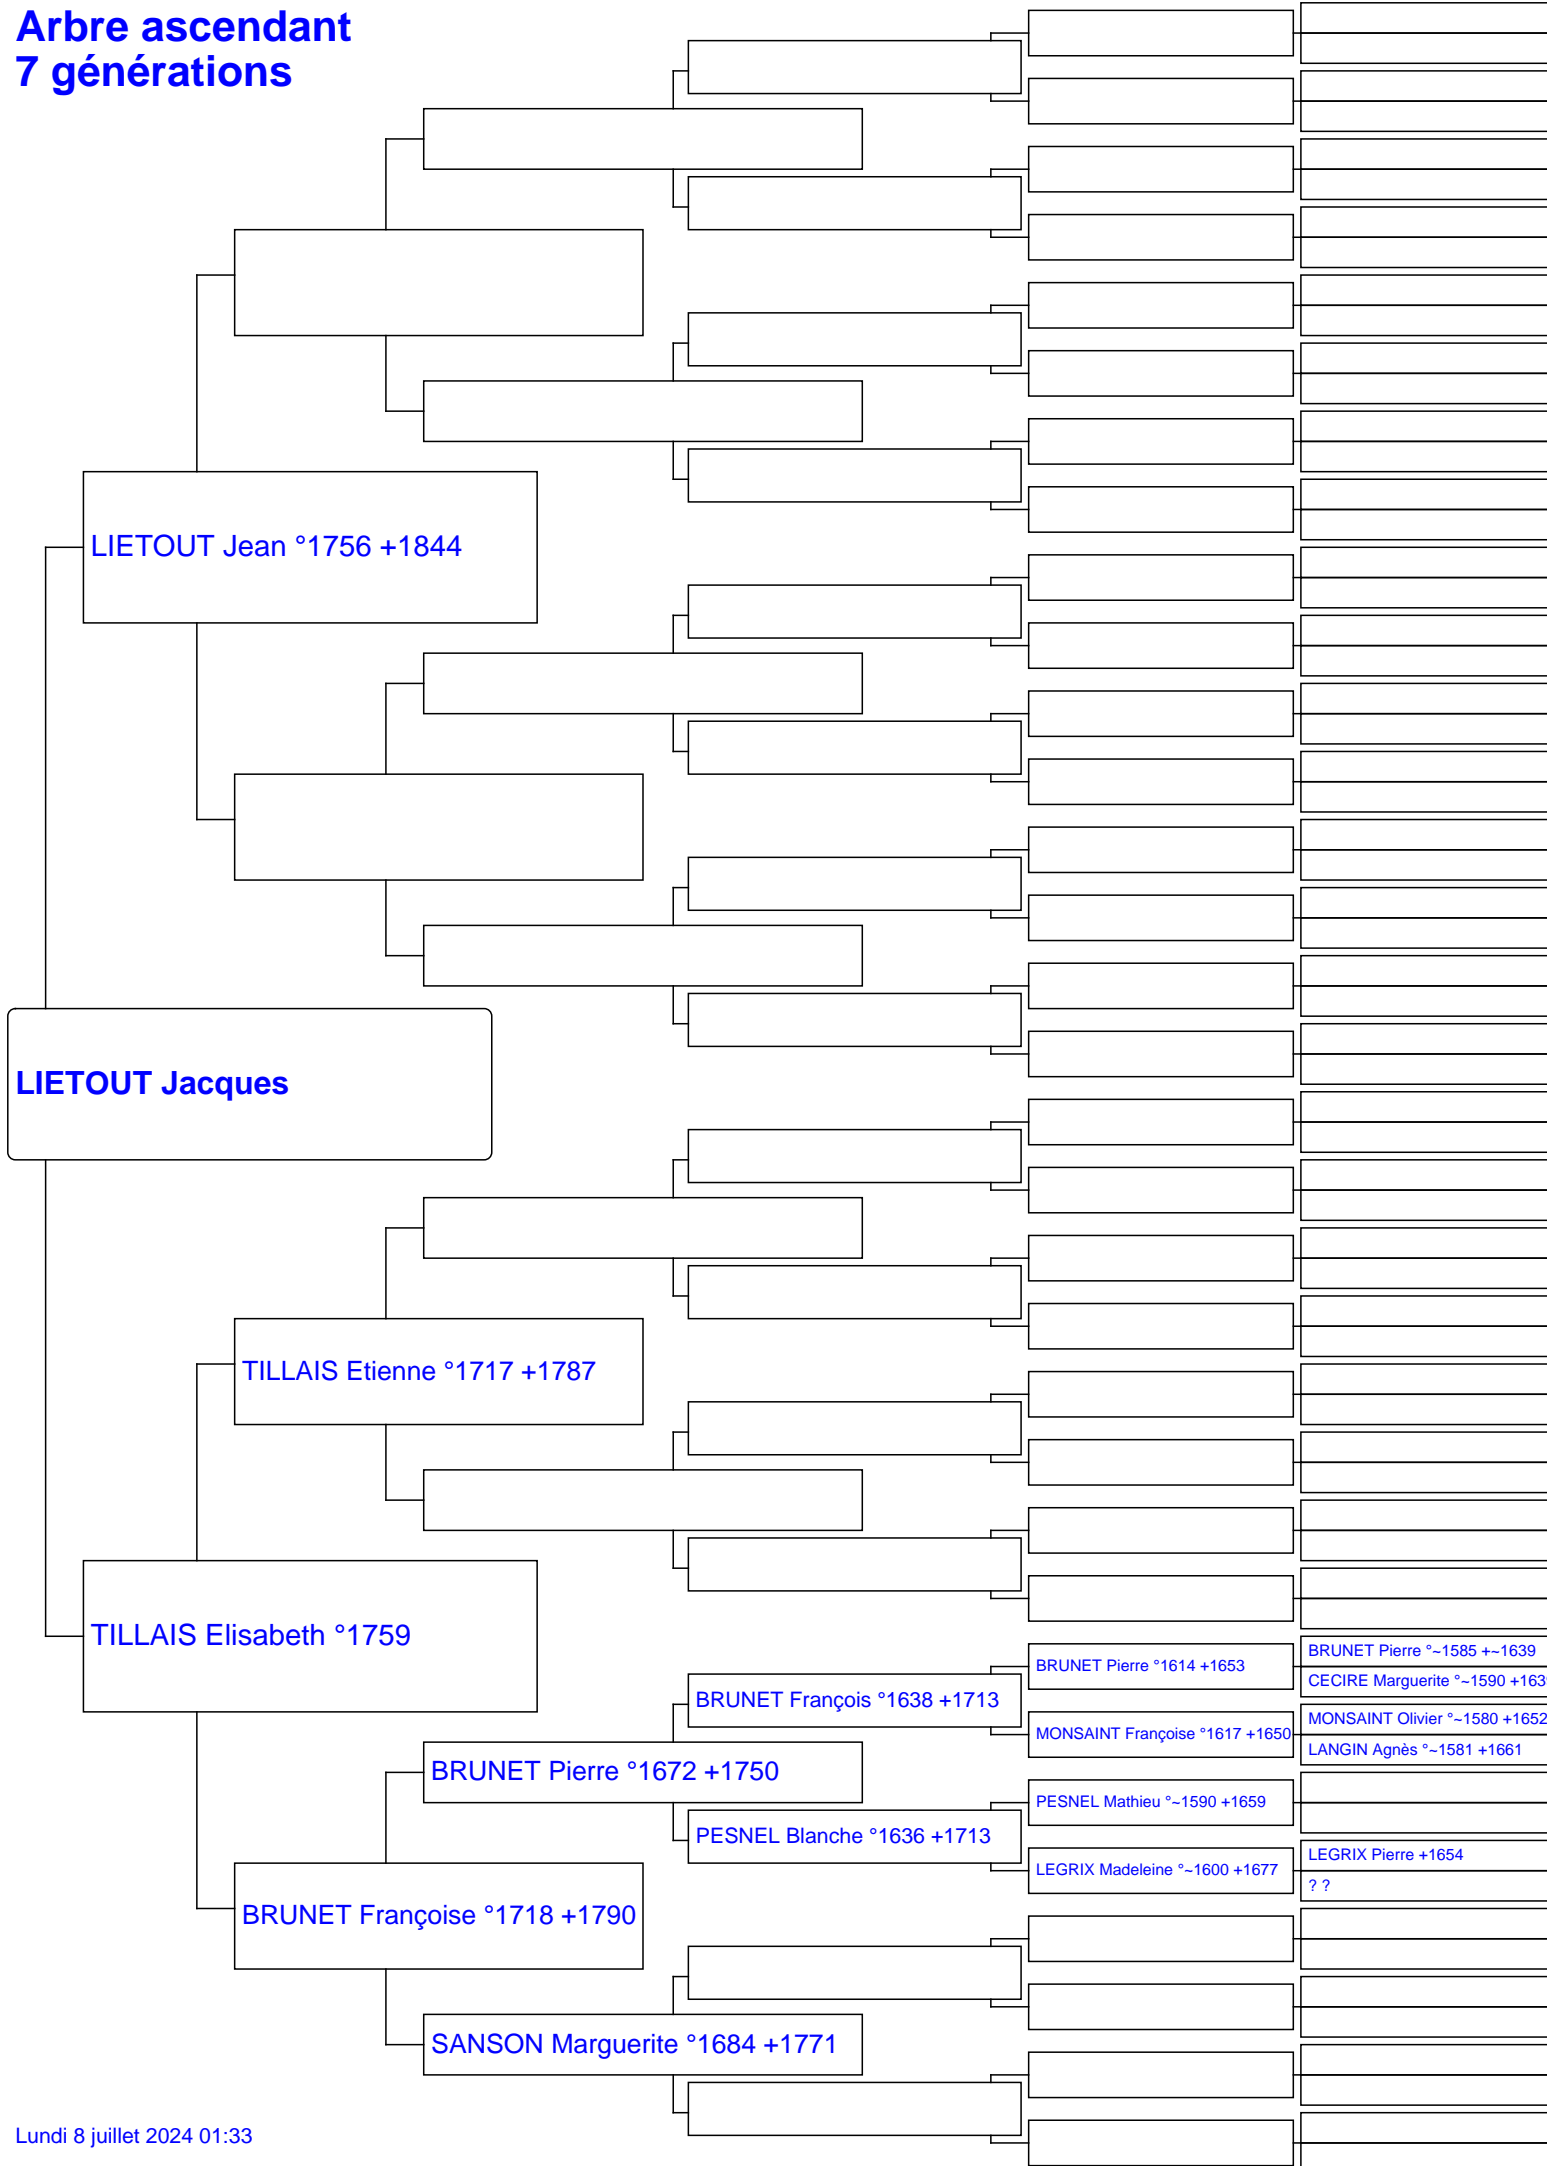 Arbre ascendant
7 générations
LIETOUT Jean °1756 +1844
LIETOUT Jacques
TILLAIS Etienne °1717 +1787
TILLAIS Elisabeth °1759
BRUNET Pierre °~1585 +~1639
BRUNET Pierre °1614 +1653
CECIRE Marguerite °~1590 +163
BRUNET François °1638 +1713
MONSAINT Olivier °~1580 +1652
MONSAINT Françoise °1617 +1650
LANGIN Agnès °~1581 +1661
BRUNET Pierre °1672 +1750
PESNEL Mathieu °~1590 +1659
PESNEL Blanche °1636 +1713
LEGRIX Pierre +1654
LEGRIX Madeleine °~1600 +1677
? ?
BRUNET Françoise °1718 +1790
SANSON Marguerite °1684 +1771
Lundi 8 juillet 2024 01:33